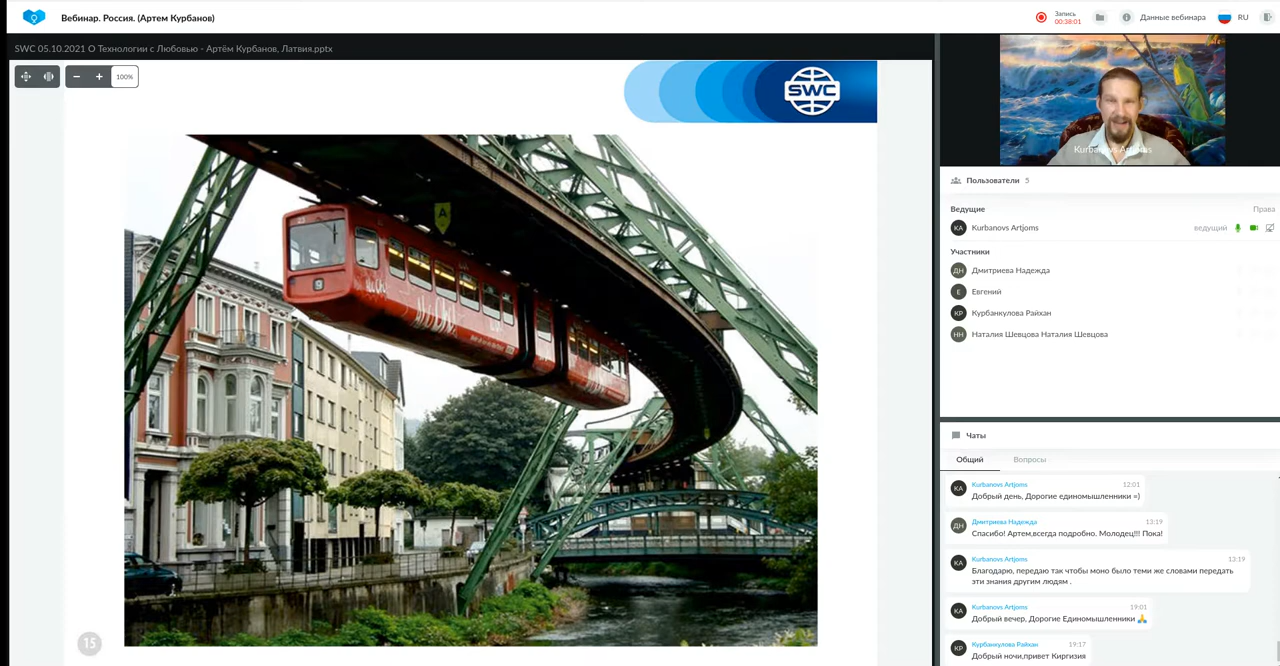 Вебинар. Россия. (Артем Курбанов)
Запись
00:38:01
Данные вебинара
RU
SWC 05.10.2021 О Технологии с Любовью - Артём Курбанов, Латвия.pptx
100%
SWC
A
23
9
15
Kurbanovs Artjoms
Пользователи 5
Ведущие
Права
KA
Kurbanovs Artjoms
ведущий
Участники
ДН
Дмитриева Надежда
Е
Евгений
КР
Курбанкулова Райхан
НН
Наталия Шевцова Наталия Шевцова
Чаты
Общий
Вопросы
KA
Kurbanovs Artjoms
12:01
Добрый день, Дорогие единомышленники =)
ДН
Дмитриева Надежда
13:19
Спасибо! Артем,всегда подробно. Молодец!!! Пока!
KA
Kurbanovs Artjoms
13:19
Благодарю, передаю так чтобы моно было теми же словами передать
эти знания другим людям .
KA
Kurbanovs Artjoms
19:01
Добрый вечер, Дорогие Единомышленники 🙏
КР
Курбанкулова Райхан
19:17
Добрый ночи,привет Киргизия